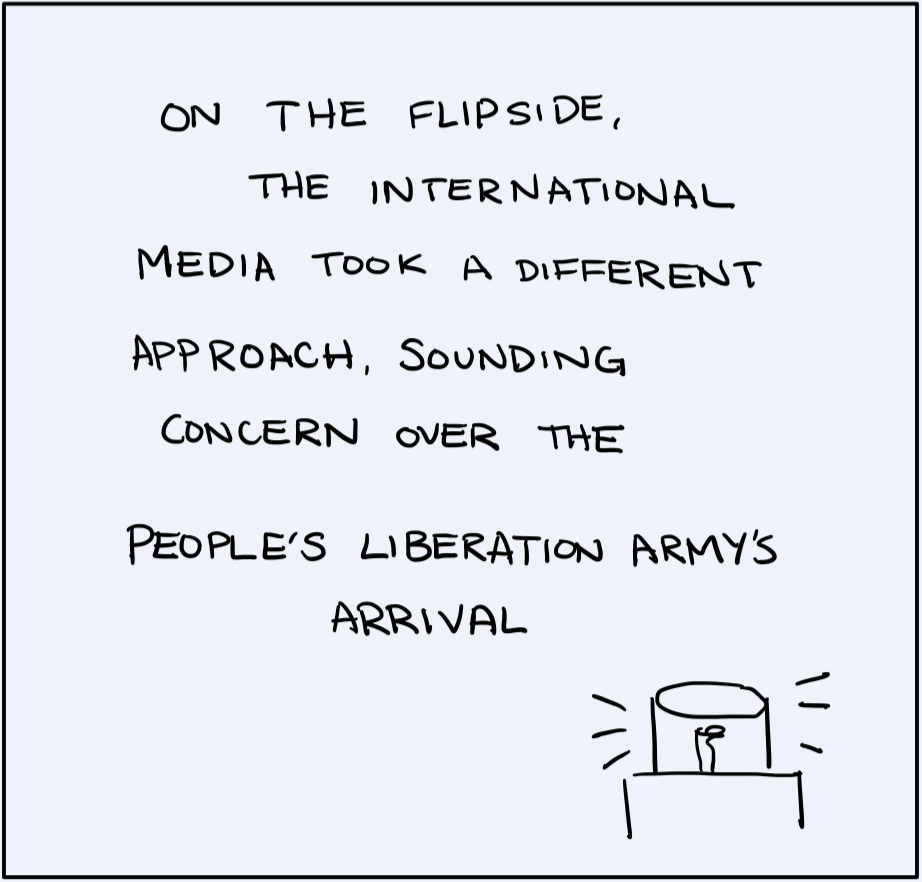 ON THE FLIPSIDE,
THE INTERNATIONAL
MEDIA TOOK A DIFFERENT
APPROACH, SOUNDING
CONCERN OVER THE
PEOPLE'S LIBERATION ARMY'S
ARRIVAL